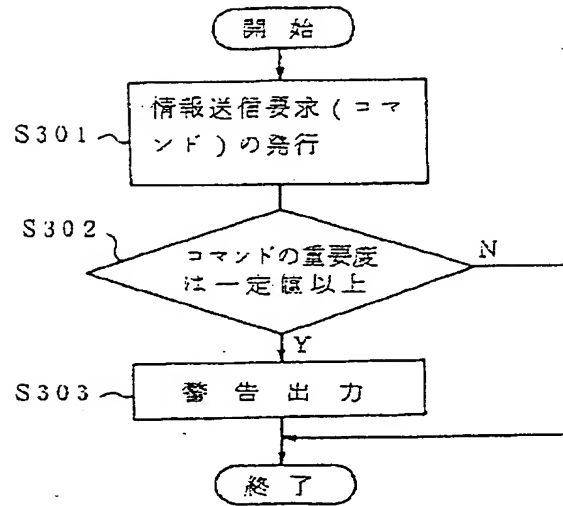 開始
S301
情報送信要求(コマ
ンド)の発行
S302
コマンドの重要度
は一定値以上
N
Y
S303
警告出力
終了